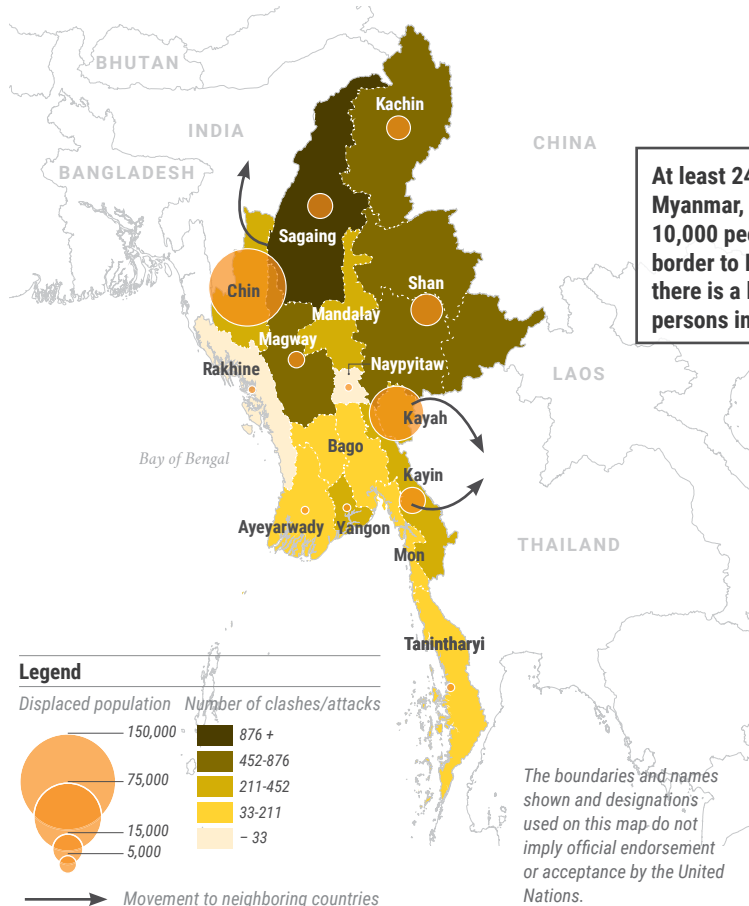 BHUTAN
Kachin
INDIA
CHINA
BANGLADESH
At least 24
Myanmar,
10,000 peo
border to I
there is a l
persons in
Sagaing
Chin
Shan
Mandalay
Magway
Rakhine
Naypyitaw
LAOS
Kayah
Bago
Bay of Bengal
Kayin
Ayeyarwady
Yangon
Mon
THAILAND
Tanintharyi
Legend
Displaced population
Number of clashes/attacks
150,000
75,000
15,000
5,000
876 +
452-876
211-452
33-211
– 33
Movement to neighboring countries
The boundaries and names
shown and designations
used on this map do not
imply official endorsement
or acceptance by the United
Nations.